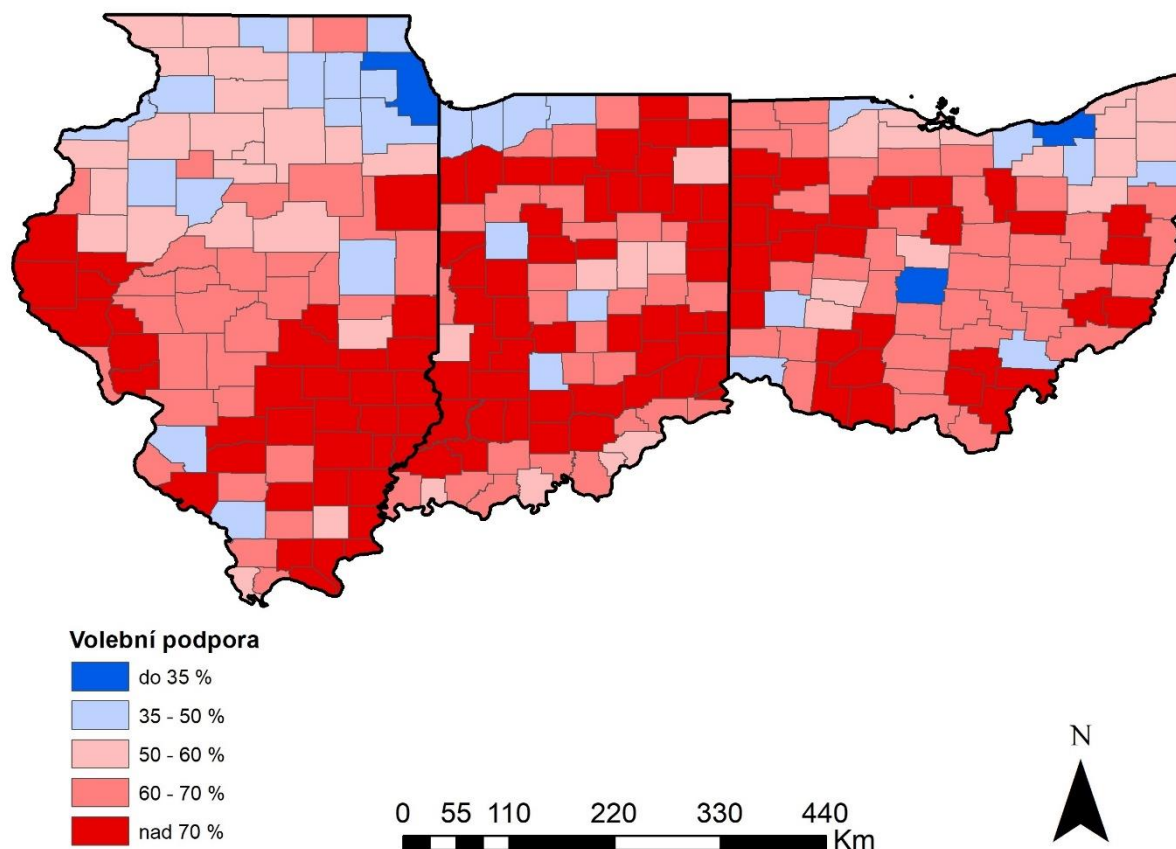 Volební podpora
do 35 %
35 - 50 %
50 - 60 %
60 - 70 %
nad 70 %
N
0 55 110 220 330 440
Km